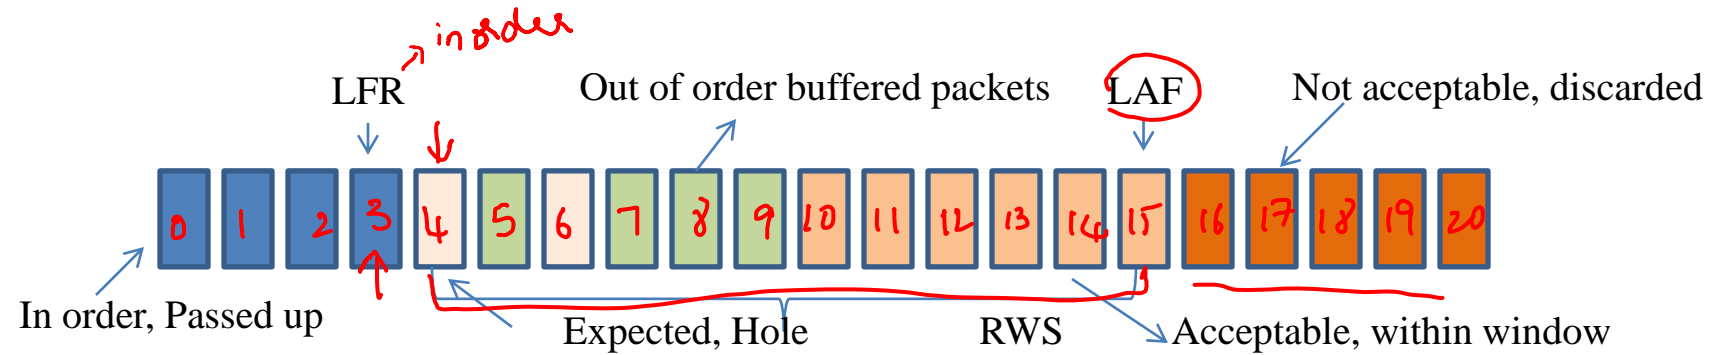 in order
LFR Out of order buffered packets LAF Not acceptable, discarded
0 1 2 3 4 5 6 7 8 9 10 11 12 13 14 15 16 17 18 19 20
In order, Passed up Expected, Hole RWS Acceptable, within window